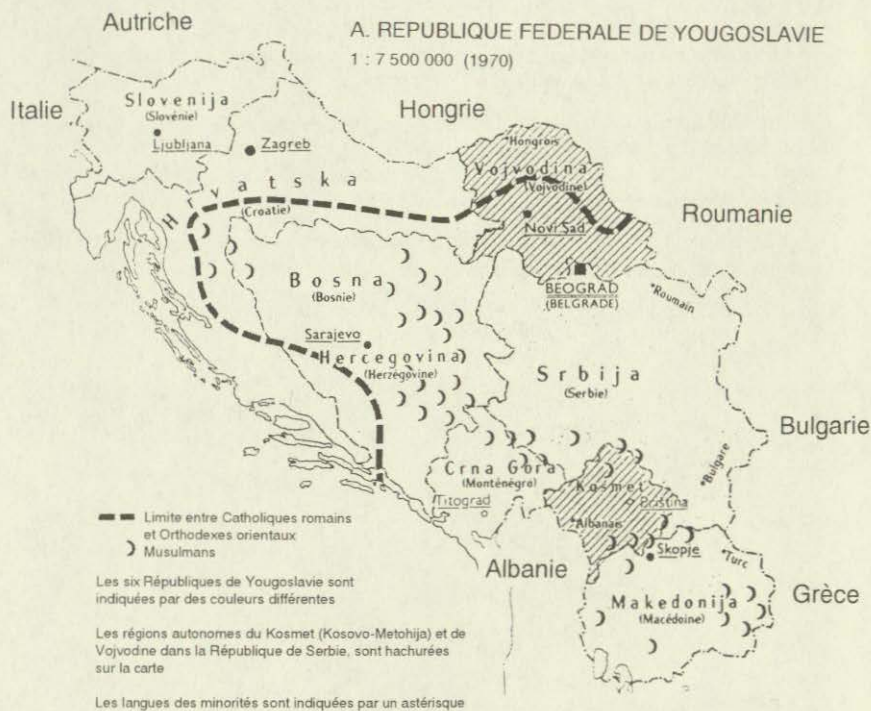 Autriche
A. REPUBLIQUE FEDERALE DE YOUGOSLAVIE
1 : 7 500 000 (1970)
Italie
Slovenija
(Slovénie)
Ljubljana
Zagreb
Hongrie
Hongrois
Vojvodina
(Vojvodine)
Hrvatska
(Croatie)
Novi Sad
Roumanie
Bosna
(Bosnie)
BEOGRAD
(BELGRADE)
Roumain
Sarajevo
Hercegovina
(Herzégovine)
Srbija
(Serbie)
Bulgarie
Crna Gora
(Monténégro)
Bulgare
Kosmet
Titograd
Priština
Albanais
Limite entre Catholiques romains
et Orthodexes orientaux
Musulmans
Skopje
Turc
Albanie
Grèce
Makedonija
(Macédoine)
Les six Républiques de Yougoslavie sont
indiquées par des couleurs différentes
Les régions autonomes du Kosmet (Kosovo-Metohija) et de
Vojvodine dans la République de Serbie, sont hachurées
sur la carte
Les langues des minorités sont indiquées par un astérisque